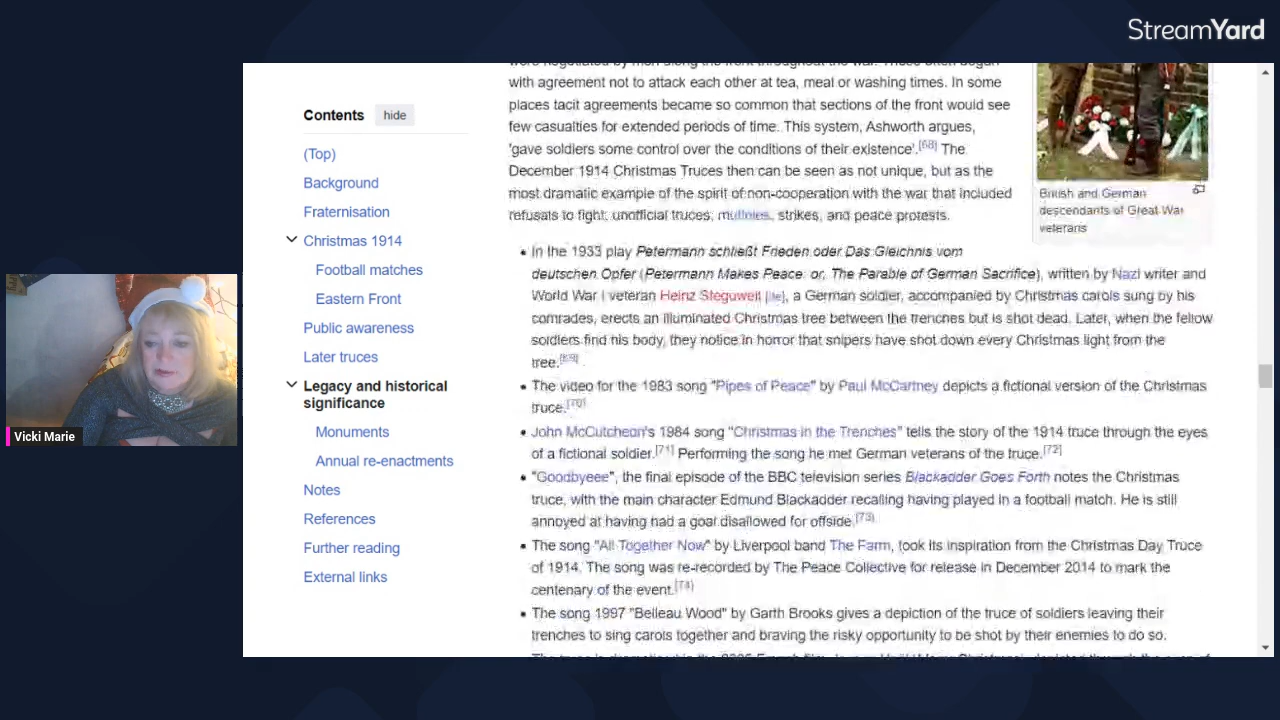 StreamYard
Contents hide
(Top)
Background
Fraternisation
Christmas 1914
Football matches
Eastern Front
Public awareness
Later truces
Legacy and historical
significance
Monuments
Annual re-enactments
Notes
References
Further reading
External links
with agreement not to attack each other at tea, meal or washing times. In some
places tacit agreements became so common that sections of the front would see
few casualties for extended periods of time. This system, Ashworth argues,
'gave soldiers some control over the conditions of their existence'.[68] The
December 1914 Christmas Truces then can be seen as not unique, but as the
most dramatic example of the spirit of non-cooperation with the war that included
refusals to fight, unofficial truces, mutinies, strikes, and peace protests.
British and German
descendants of Great War
veterans
• In the 1933 play Petermann schließt Frieden oder Das Gleichnis vom
deutschen Opfer (Petermann Makes Peace: or, The Parable of German Sacrifice), written by Nazi writer and
World War I veteran Heinz Steguweit [de], a German soldier, accompanied by Christmas carols sung by his
comrades, erects an illuminated Christmas tree between the trenches but is shot dead. Later, when the fellow
soldiers find his body, they notice in horror that snipers have shot down every Christmas light from the
tree.[69]
• The video for the 1983 song "Pipes of Peace" by Paul McCartney depicts a fictional version of the Christmas
truce.[70]
• John McCutcheon's 1984 song "Christmas in the Trenches" tells the story of the 1914 truce through the eyes
of a fictional soldier.[71] Performing the song he met German veterans of the truce.[72]
• "Goodbyeee", the final episode of the BBC television series Blackadder Goes Forth notes the Christmas
truce, with the main character Edmund Blackadder recalling having played in a football match. He is still
annoyed at having had a goal disallowed for offside.[73]
• The song "All Together Now" by Liverpool band The Farm, took its inspiration from the Christmas Day Truce
of 1914. The song was re-recorded by The Peace Collective for release in December 2014 to mark the
centenary of the event.[74]
• The song 1997 "Belleau Wood" by Garth Brooks gives a depiction of the truce of soldiers leaving their
trenches to sing carols together and braving the risky opportunity to be shot by their enemies to do so.
Vicki Marie